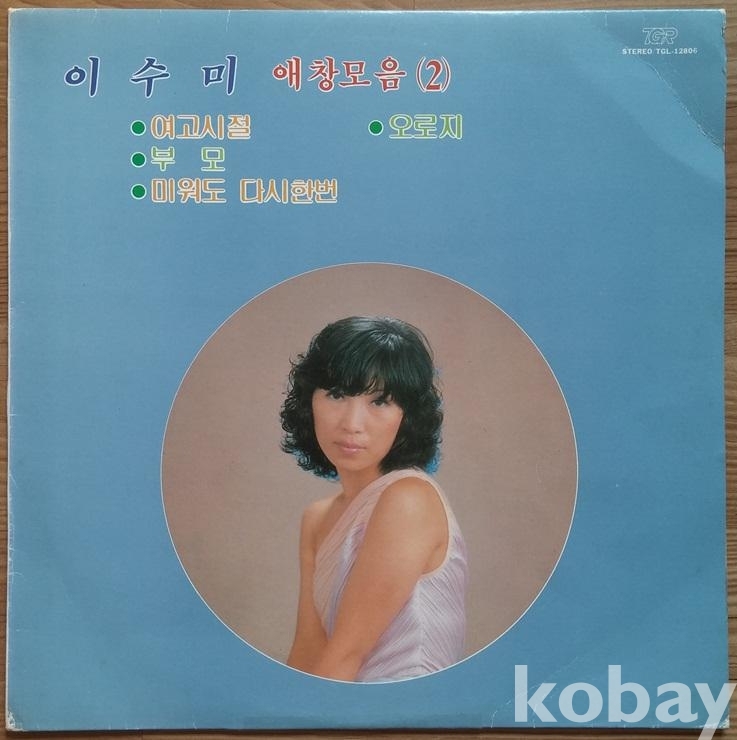 TGR
STEREO TGL-12806
이 수 미 애창모음 (2)
●여고시절 ●오로지
●부 모
●미워도 다시한번
kobay